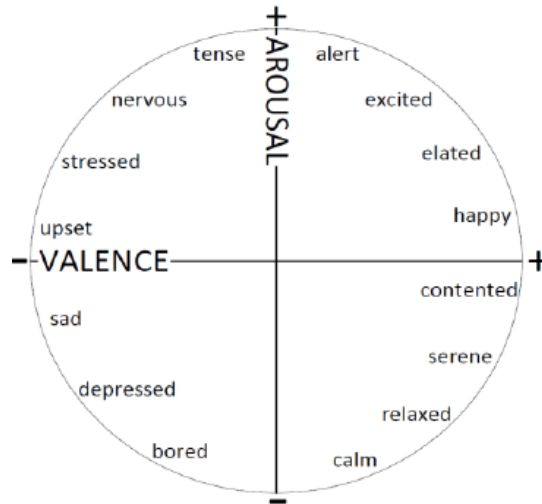 +
tense
AROUSAL
alert
nervous
excited
stressed
elated
upset
happy
- VALENCE +
contented
sad
serene
depressed
relaxed
bored
calm
-